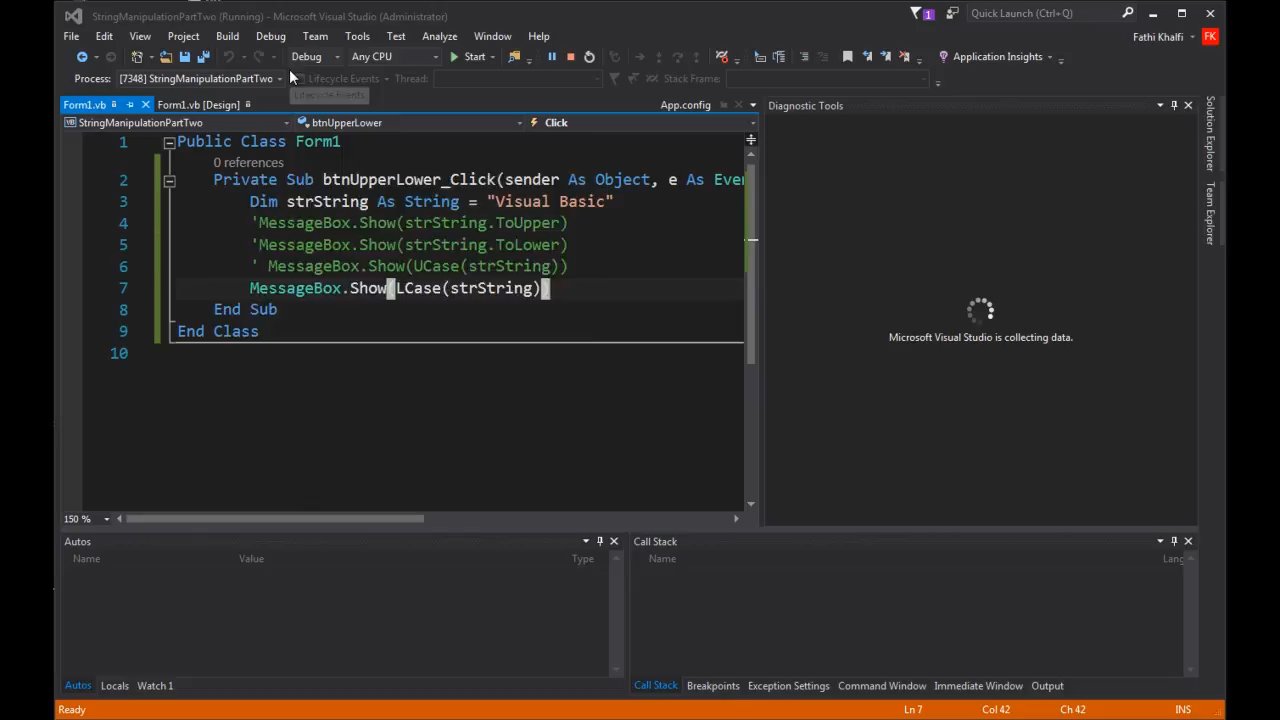 StringManipulationPartTwo (Running) - Microsoft Visual Studio (Administrator)
1
Quick Launch (Ctrl+Q)
File Edit View Project Build Debug Team Tools Test Analyze Window Help
Fathi Khalfi FK
Debug Any CPU Start Application Insights
Process: [7348] StringManipulationPartTwo Lifecycle Events Thread: Stack Frame:
Lifecycle Events
Form1.vb Form1.vb [Design] App.config
Diagnostic Tools
StringManipulationPartTwo btnUpperLower Click
1 Public Class Form1
0 references
2 Private Sub btnUpperLower_Click(sender As Object, e As Even
3 Dim strString As String = "Visual Basic"
4 'MessageBox.Show(strString.ToUpper)
5 'MessageBox.Show(strString.ToLower)
6 ' MessageBox.Show(UCase(strString))
7 MessageBox.Show(LCase(strString))
8 End Sub
9 End Class
10
Microsoft Visual Studio is collecting data.
Solution Explorer
Team Explorer
150 %
Autos
Name Value Type
Call Stack
Name Lang
Autos Locals Watch 1
Call Stack Breakpoints Exception Settings Command Window Immediate Window Output
Ready Ln 7 Col 42 Ch 42 INS